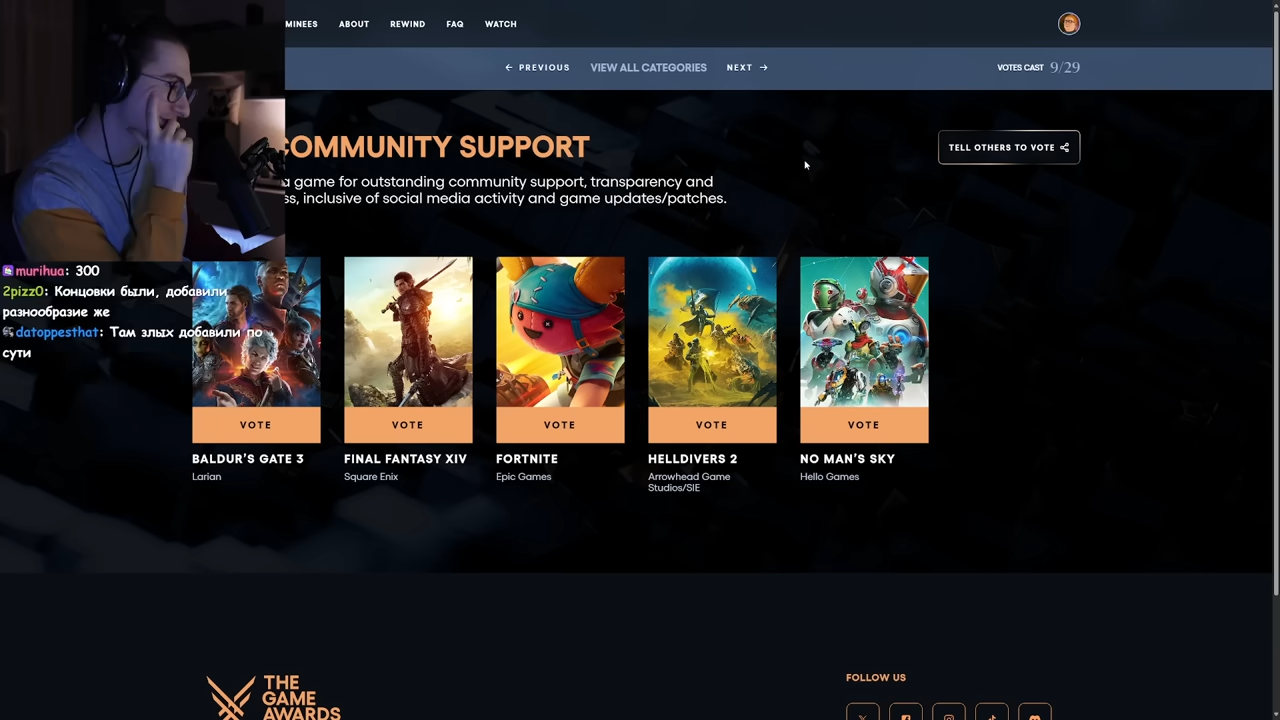 MINEES ABOUT REWIND FAQ WATCH
← PREVIOUS VIEW ALL CATEGORIES NEXT →
VOTES CAST 9/29
OMMUNITY SUPPORT
TELL OTHERS TO VOTE
a game for outstanding community support, transparency and
ss, inclusive of social media activity and game updates/patches.
murihua: 300
2pizz0: Концовки были, добавили
разнообразие же
datoppesthat: Там злых добавили по
сути
VOTE VOTE VOTE VOTE VOTE
BALDUR'S GATE 3
Larian
FINAL FANTASY XIV
Square Enix
FORTNITE
Epic Games
HELLDIVERS 2
Arrowhead Game
Studios/SIE
NO MAN'S SKY
Hello Games
THE
GAME
AWARDS
FOLLOW US